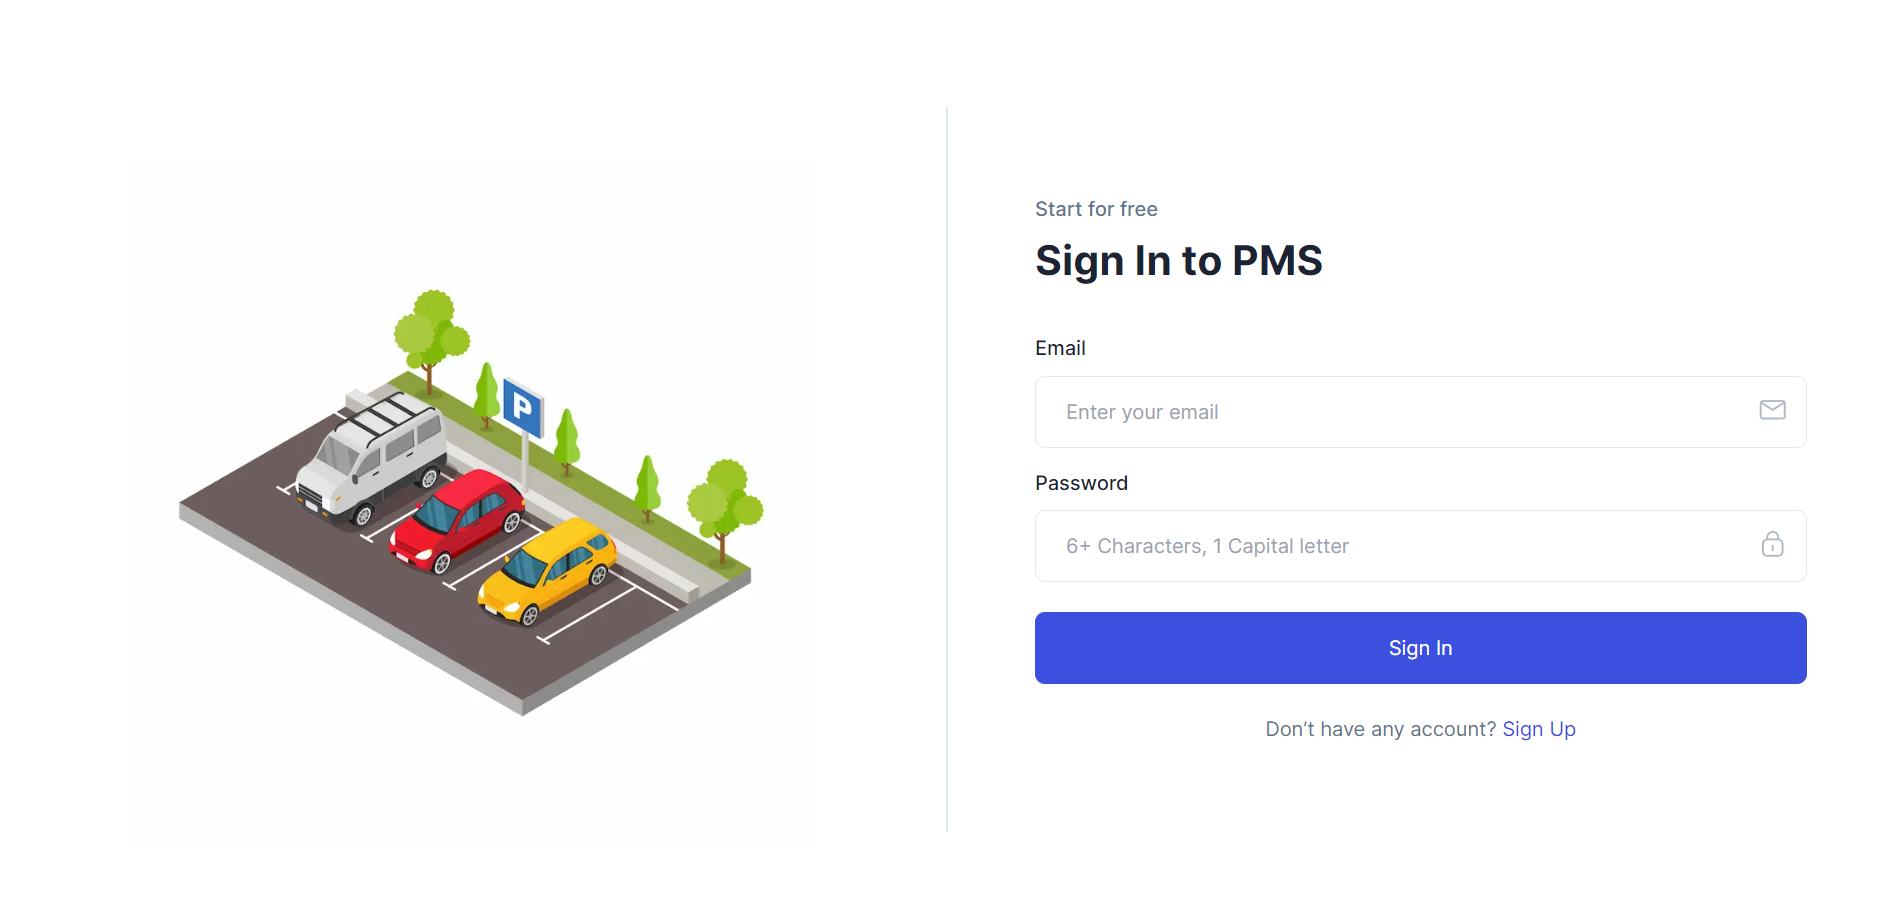 P
Start for free
Sign In to PMS
Email
Enter your email
Password
6+ Characters, 1 Capital letter
Sign In
Don’t have any account? Sign Up